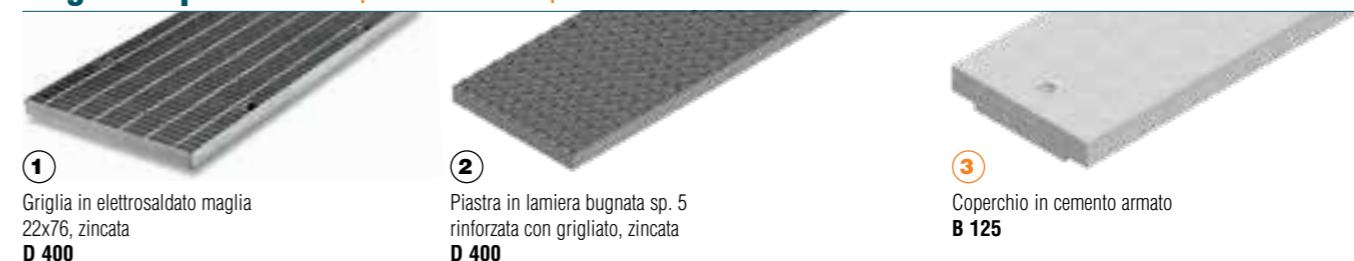 1
Griglia in elettrosaldato maglia
22x76, zincata
D 400
2
Piastra in lamiera bugnata sp. 5
rinforzata con grigliato, zincata
D 400
3
Coperchio in cemento armato
B 125